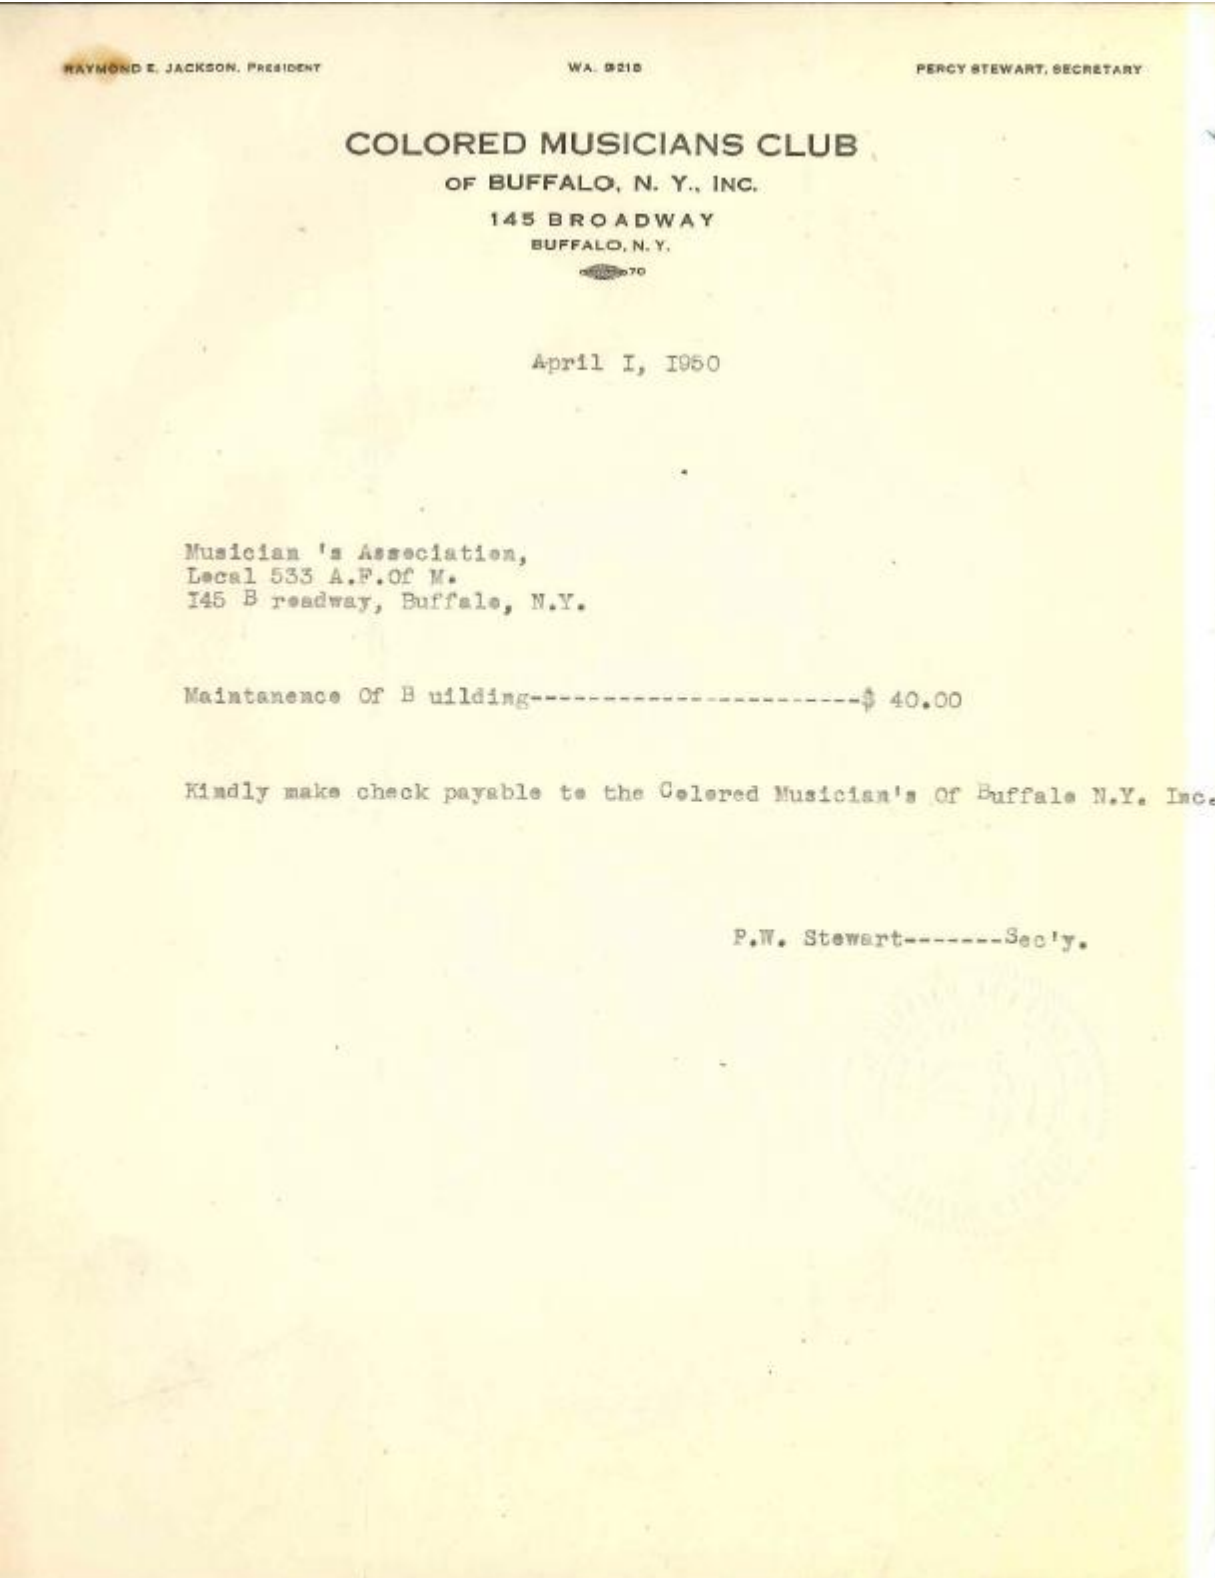 RAYMOND E. JACKSON, PRESIDENT
WA. 9218
PERCY STEWART, SECRETARY
COLORED MUSICIANS CLUB
OF BUFFALO, N. Y., INC.
145 BROADWAY
BUFFALO, N. Y.
70
April I, I950
Musician 's Association,
Local 533 A.F.Of M.
I45 B roadway, Buffalo, N.Y.
Maintanence Of B uilding-----------------------$ 40.00
Kindly make check payable to the Colored Musician's Of Buffalo N.Y. Inc.
P.W. Stewart-------Sec'y.